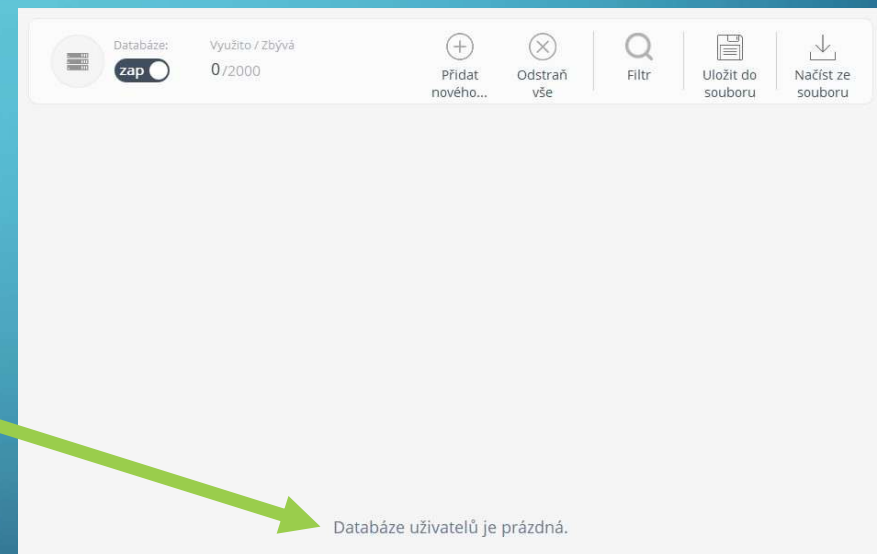 Databáze:
zap
Využito / Zbývá
0/2000
Přidat
nového...
Odstraň
vše
Filtr
Uložit do
souboru
Načíst ze
souboru
Databáze uživatelů je prázdná.